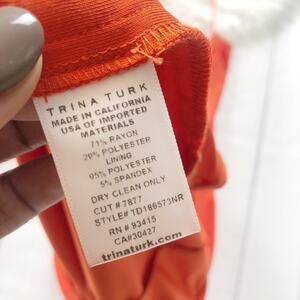 TRINA TURK
MADE IN CALIFORNIA
USA OF IMPORTED
MATERIALS
71% RAYON
29% POLYESTER
LINING
95% POLYESTER
5% SPANDEX
DRY CLEAN ONLY
CUT # 7877
STYLE# TD186573NR
RN # 93415
CA#30427
trinaturk.com